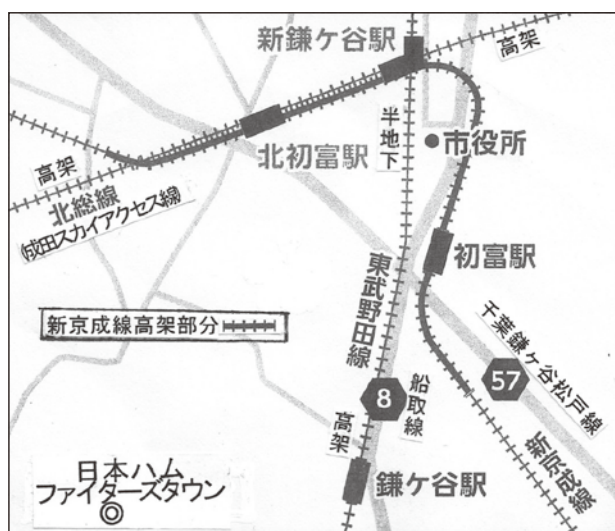 新鎌ケ谷駅
高架
半地下
北初富駅
市役所
高架
北総線
(成田スカイアクセス線)
初富駅
東武野田線
新京成線高架部分
千葉鎌ケ谷松戸線
57
8
船取線
高架
新京成線
日本ハム
ファイターズタウン
鎌ケ谷駅